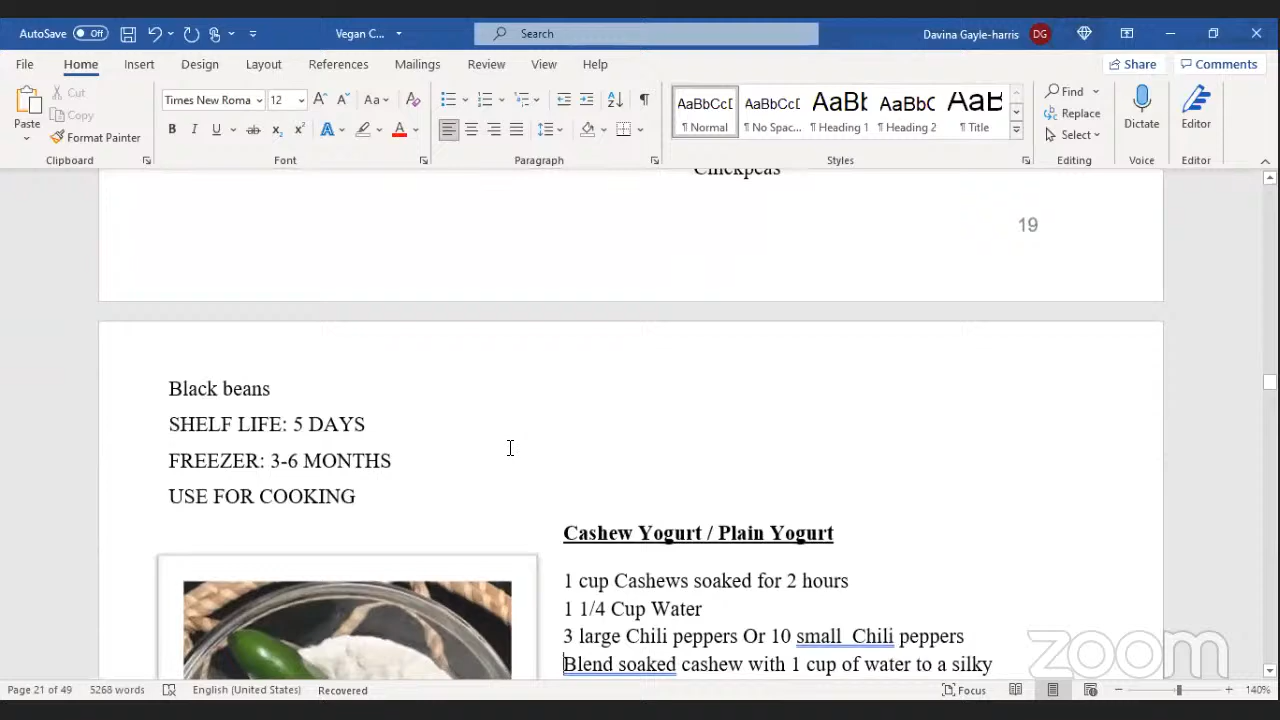 AutoSave Off Vegan C... Search Davina Gayle-harris DG
File Home Insert Design Layout References Mailings Review View Help Share Comments
Paste Cut Copy Format Painter
Times New Roma 12 A A Aa
B I U ab x2 x2 A A
AaBbCcI AaBbCcI AaBb AaBbC AaB
¶ Normal ¶ No Spac... ¶ Heading 1 ¶ Heading 2 ¶ Title
Find Replace Select Dictate Editor
Clipboard Font Paragraph Styles Editing Voice Editor
Chickpeas
19
Black beans
SHELF LIFE: 5 DAYS
FREEZER: 3-6 MONTHS
USE FOR COOKING
Cashew Yogurt / Plain Yogurt
1 cup Cashews soaked for 2 hours
1 1/4 Cup Water
3 large Chili peppers Or 10 small Chili peppers
Blend soaked cashew with 1 cup of water to a silky
zoom
Page 21 of 49 5268 words English (United States) Recovered Focus 140%